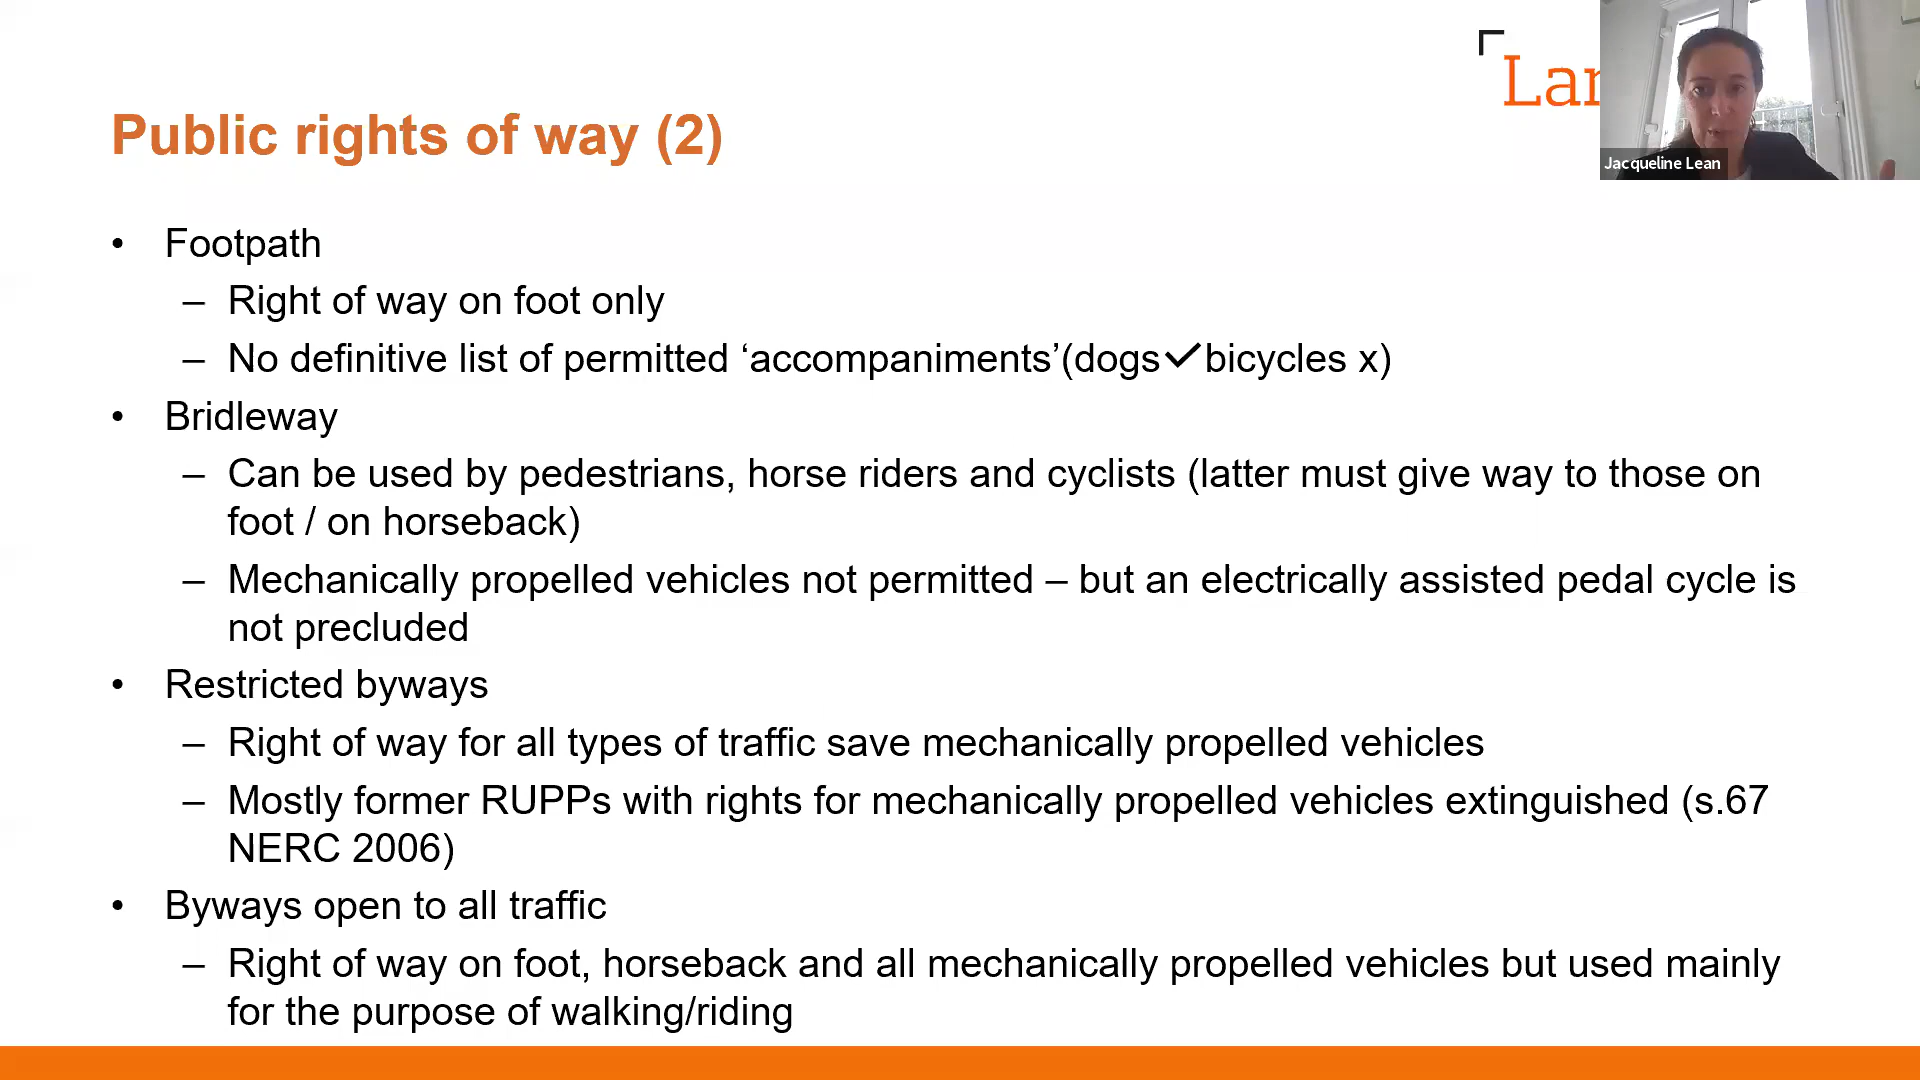 Lan
Jacqueline Lean
Public rights of way (2)
• Footpath
– Right of way on foot only
– No definitive list of permitted ‘accompaniments’(dogs✓bicycles x)
• Bridleway
– Can be used by pedestrians, horse riders and cyclists (latter must give way to those on
foot / on horseback)
– Mechanically propelled vehicles not permitted – but an electrically assisted pedal cycle is
not precluded
• Restricted byways
– Right of way for all types of traffic save mechanically propelled vehicles
– Mostly former RUPPs with rights for mechanically propelled vehicles extinguished (s.67
NERC 2006)
• Byways open to all traffic
– Right of way on foot, horseback and all mechanically propelled vehicles but used mainly
for the purpose of walking/riding